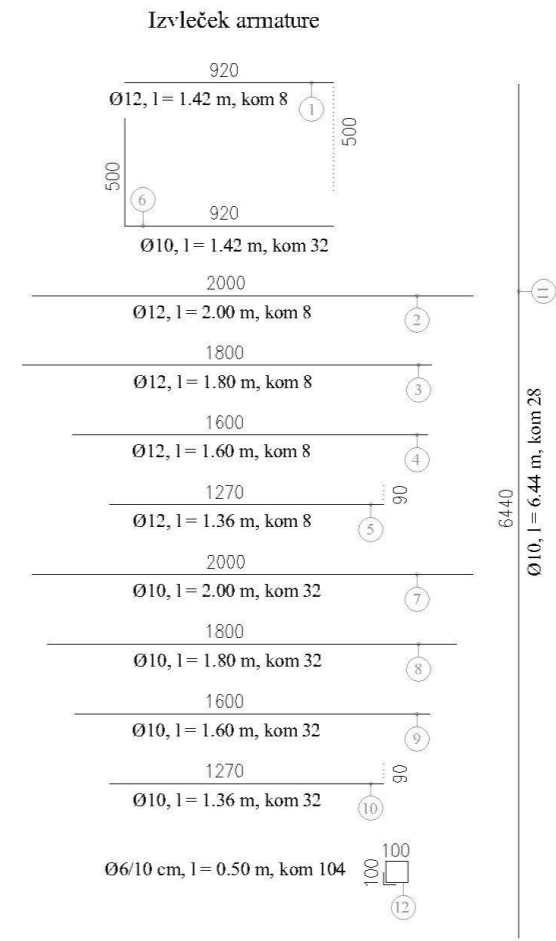 Izvleček armature
920
Ø12, l = 1.42 m, kom 8
1
500
500
6
920
Ø10, l = 1.42 m, kom 32
2000
Ø12, l = 2.00 m, kom 8
2
1800
Ø12, l = 1.80 m, kom 8
3
1600
Ø12, l = 1.60 m, kom 8
4
1270
90
Ø12, l = 1.36 m, kom 8
5
2000
Ø10, l = 2.00 m, kom 32
7
1800
Ø10, l = 1.80 m, kom 32
8
1600
Ø10, l = 1.60 m, kom 32
9
1270
90
Ø10, l = 1.36 m, kom 32
10
100
Ø6/10 cm, l = 0.50 m, kom 104
100
12
11
6440
Ø10, l = 6.44 m, kom 28